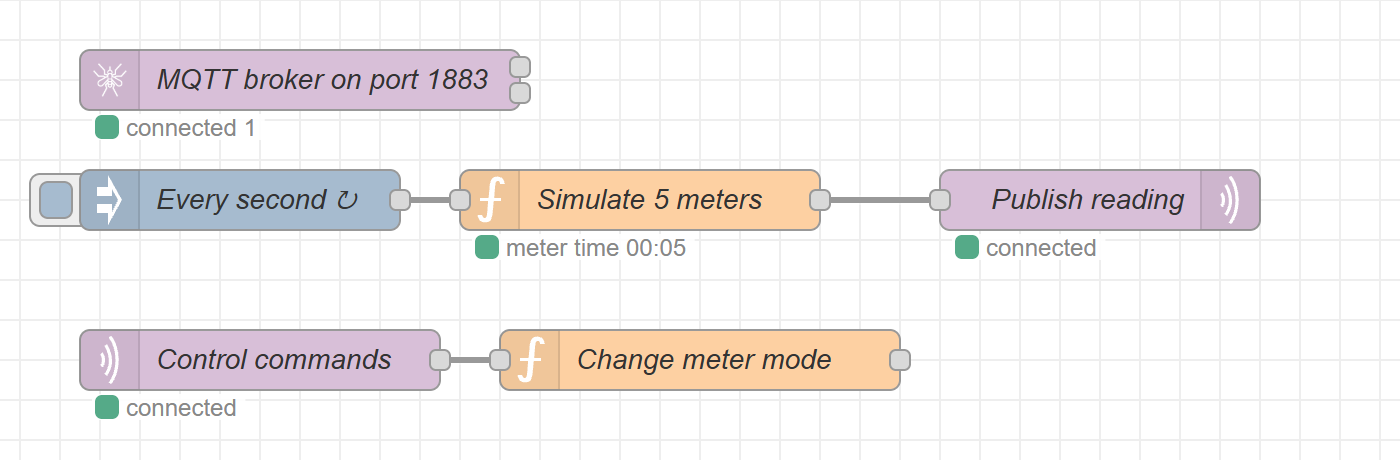 MQTT broker on port 1883
connected 1
Every second ↻
Simulate 5 meters
Publish reading
meter time 00:05
connected
Control commands
Change meter mode
connected